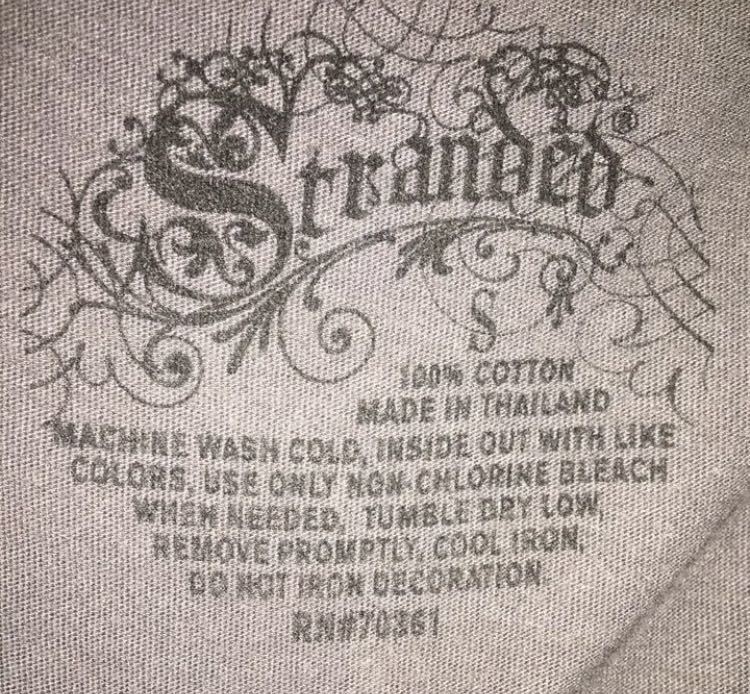 Stranded
S
100% COTTON
MADE IN THAILAND
MACHINE WASH COLD, INSIDE OUT WITH LIKE
COLORS, USE ONLY NON-CHLORINE BLEACH
WHEN NEEDED, TUMBLE DRY LOW,
REMOVE PROMPTLY, COOL IRON,
DO NOT IRON DECORATION
RN#70361